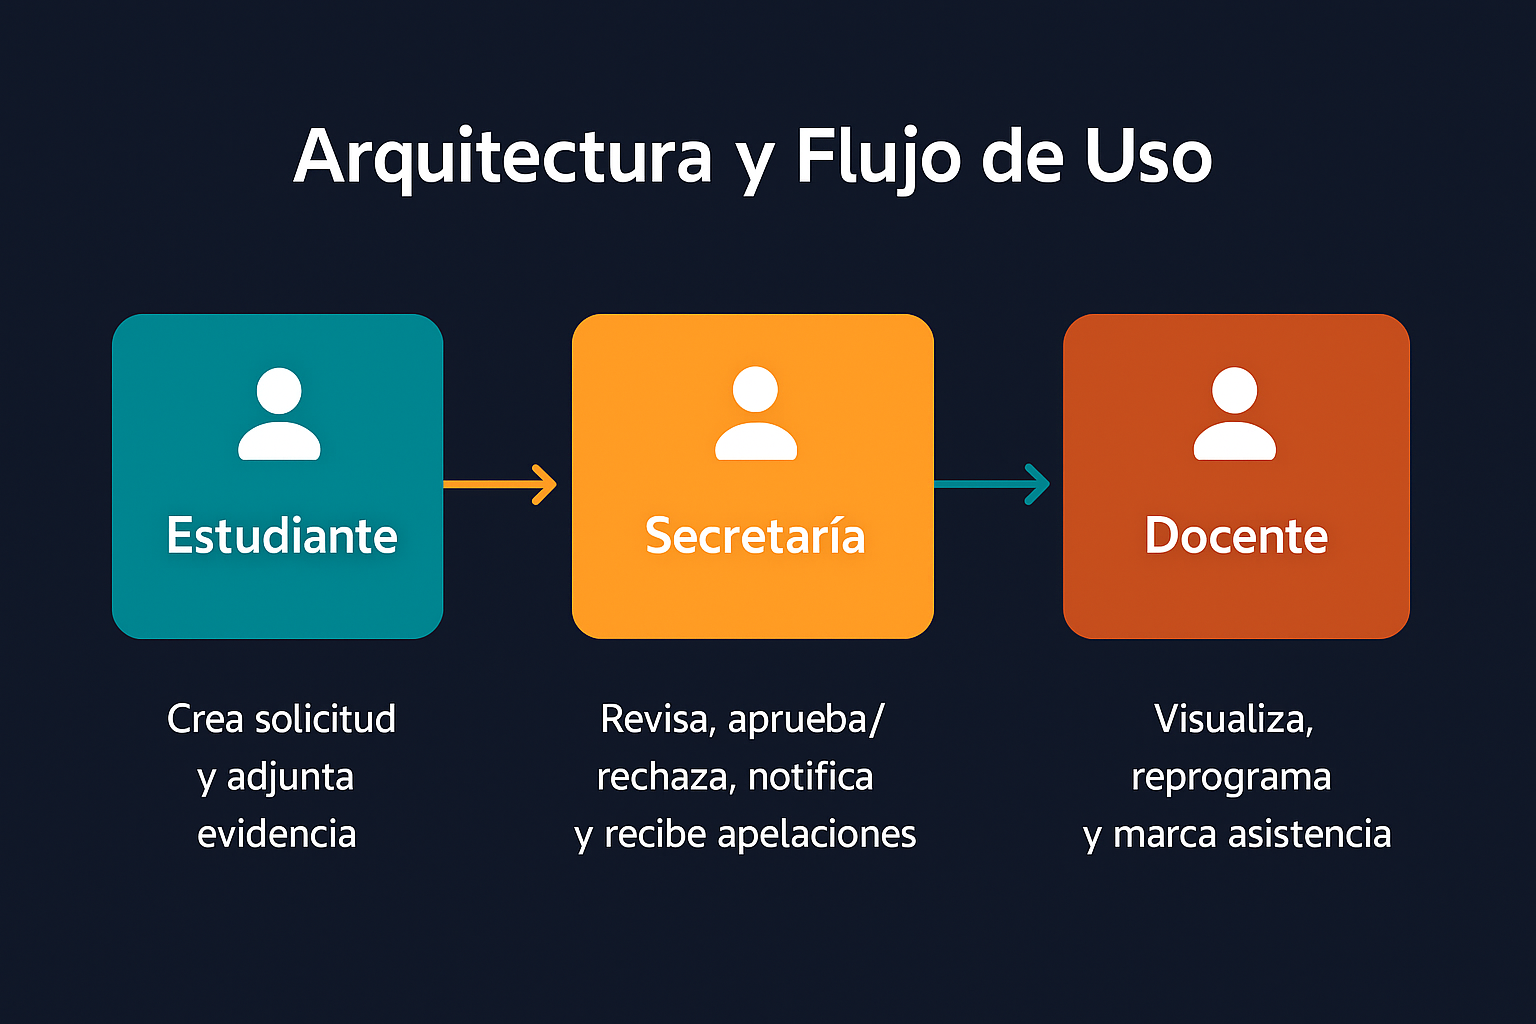 Arquitectura y Flujo de Uso
Estudiante
Secretaría
Docente
Crea solicitud
y adjunta
evidencia
Revisa, aprueba/
rechaza, notifica
y recibe apelaciones
Visualiza,
reprograma
y marca asistencia